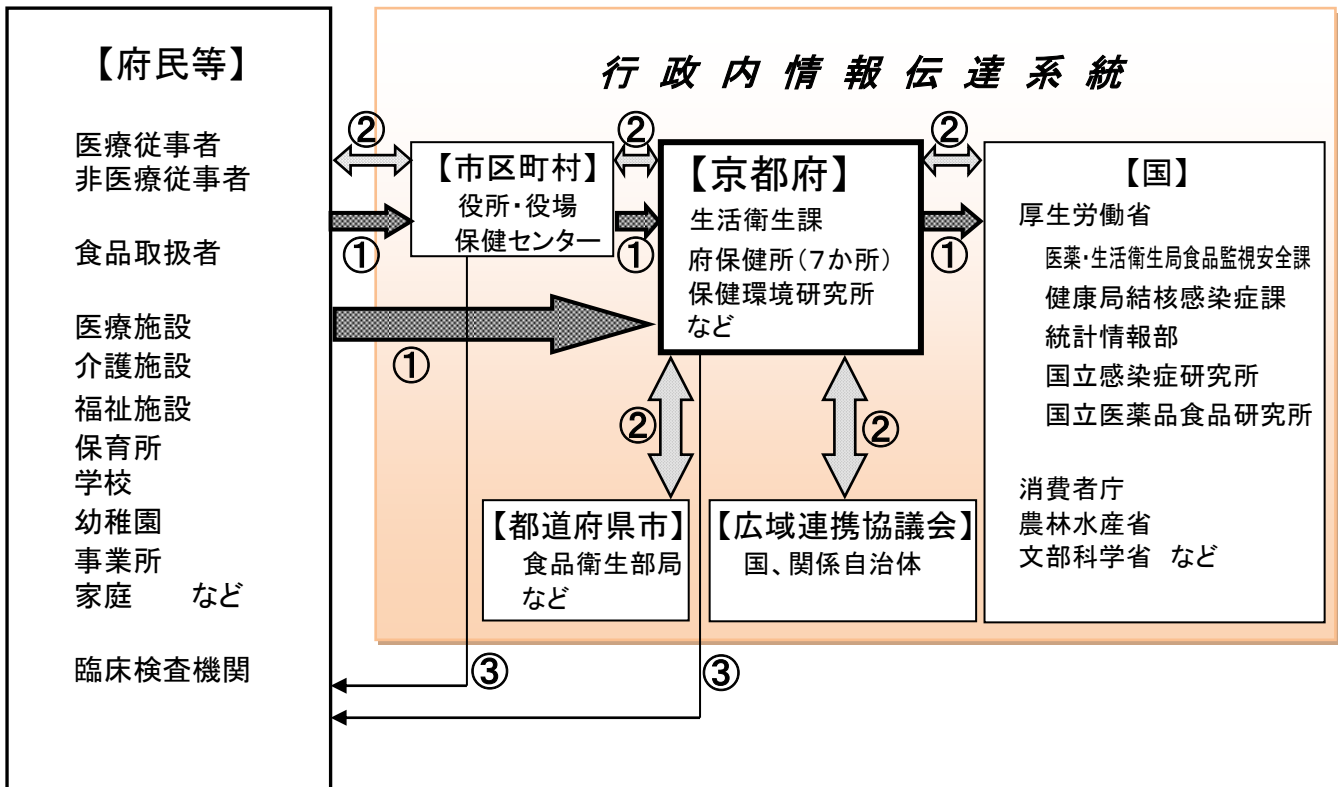 【府民等】
医療従事者
非医療従事者
食品取扱者
医療施設
介護施設
福祉施設
保育所
学校
幼稚園
事業所
家庭　　など
臨床検査機関
行政内情報伝達系統
②
②
②
【市区町村】
役所・役場
保健センター
①
①
①
①
【京都府】
生活衛生課
府保健所(7か所)
保健環境研究所
など
【国】
厚生労働省
医薬・生活衛生局食品監視安全課
健康局結核感染症課
統計情報部
国立感染症研究所
国立医薬品食品研究所
消費者庁
農林水産省
文部科学省　など
②
②
【都道府県市】
食品衛生部局
など
【広域連携協議会】
国、関係自治体
③
③